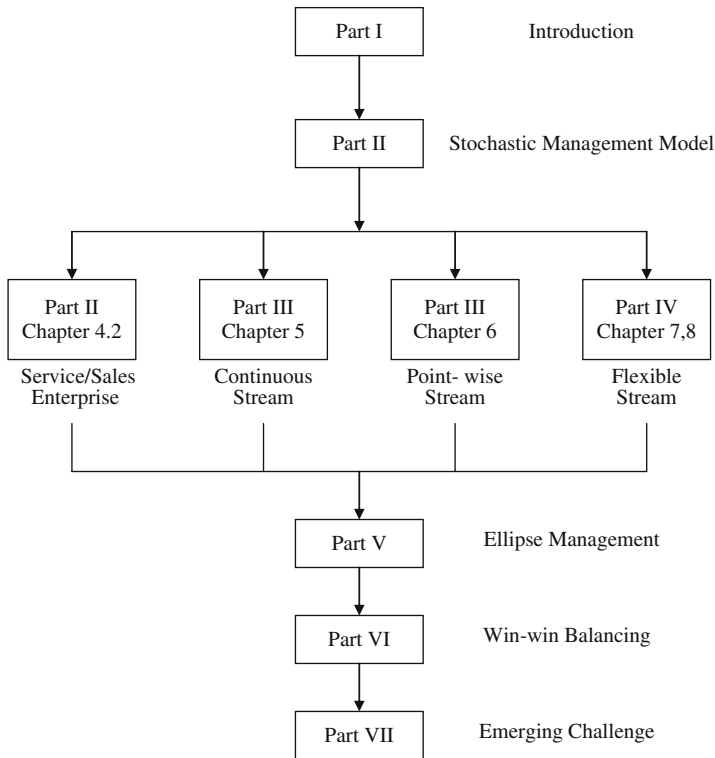 Part I
Introduction
Part II
Stochastic Management Model
Part II
Chapter 4.2
Part III
Chapter 5
Part III
Chapter 6
Part IV
Chapter 7,8
Service/Sales
Enterprise
Continuous
Stream
Point- wise
Stream
Flexible
Stream
Part V
Ellipse Management
Part VI
Win-win Balancing
Part VII
Emerging Challenge